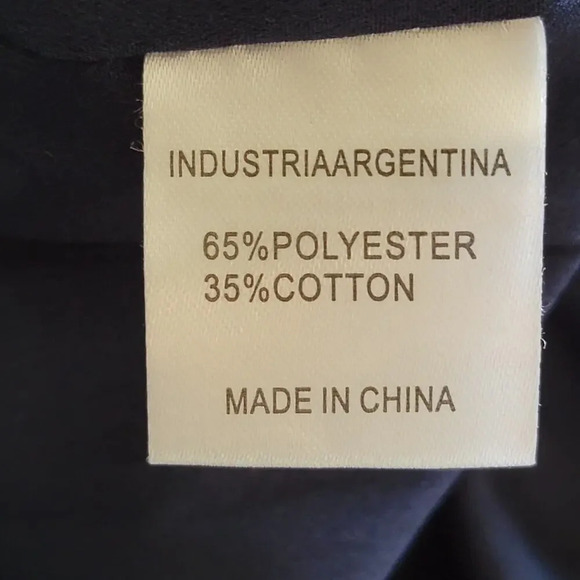 INDUSTRIAARGENTINA
65%POLYESTER
35%COTTON
MADE IN CHINA